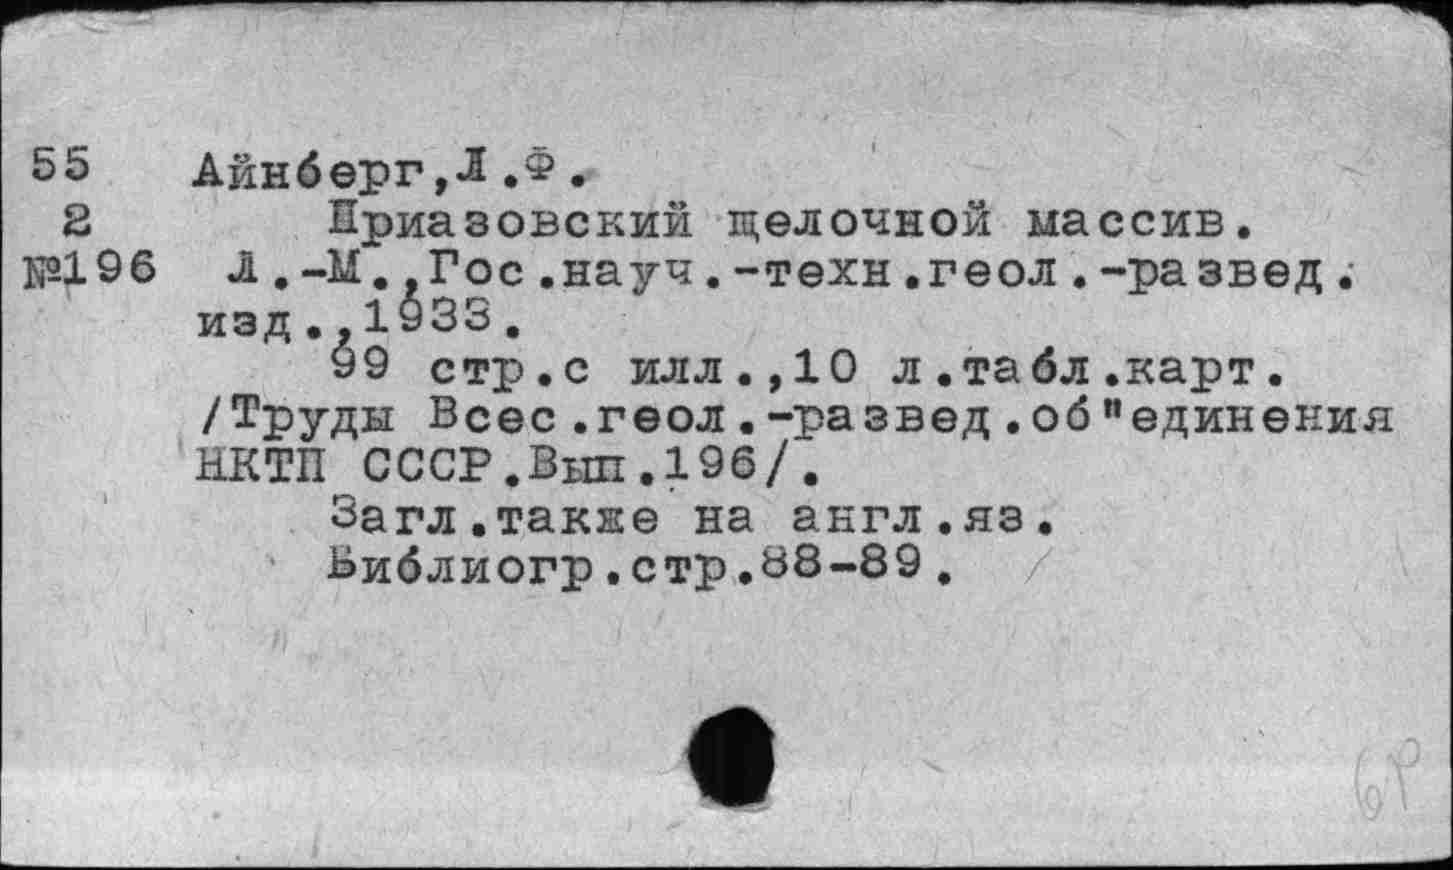 55 Айнберг,Л.Ф.
2 Приазовский щелочной массив.
№196 Л.-М.,Гос.науч.-техн.геол.-развед.
изд.,1933.
99 стр.с илл.,10 л.табл.карт.
/Труды Всес.геол.-развед.об"единения
НКТП СССР.Вып.196/.
Загл.также на англ.яз.
Библиогр.стр.88-89.